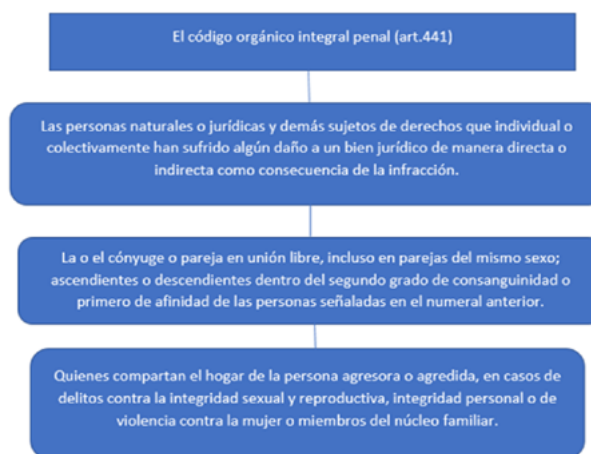 El código orgánico integral penal (art.441)
Las personas naturales o jurídicas y demás sujetos de derechos que individual o
colectivamente han sufrido algún daño a un bien jurídico de manera directa o
indirecta como consecuencia de la infracción.
La o el cónyuge o pareja en unión libre, incluso en parejas del mismo sexo;
ascendientes o descendientes dentro del segundo grado de consanguinidad o
primero de afinidad de las personas señaladas en el numeral anterior.
Quienes compartan el hogar de la persona agresora o agredida, en casos de
delitos contra la integridad sexual y reproductiva, integridad personal o de
violencia contra la mujer o miembros del núcleo familiar.